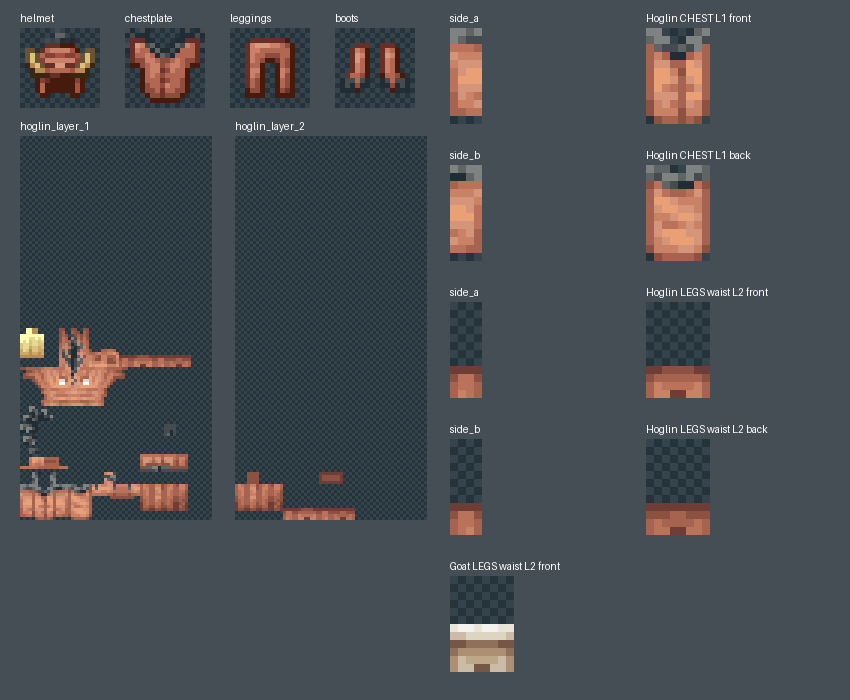 helmet
chestplate
leggings
boots
side_a
Hoglin CHEST L1 front
hoglin_layer_1
hoglin_layer_2
side_b
Hoglin CHEST L1 back
side_a
Hoglin LEGS waist L2 front
side_b
Hoglin LEGS waist L2 back
Goat LEGS waist L2 front